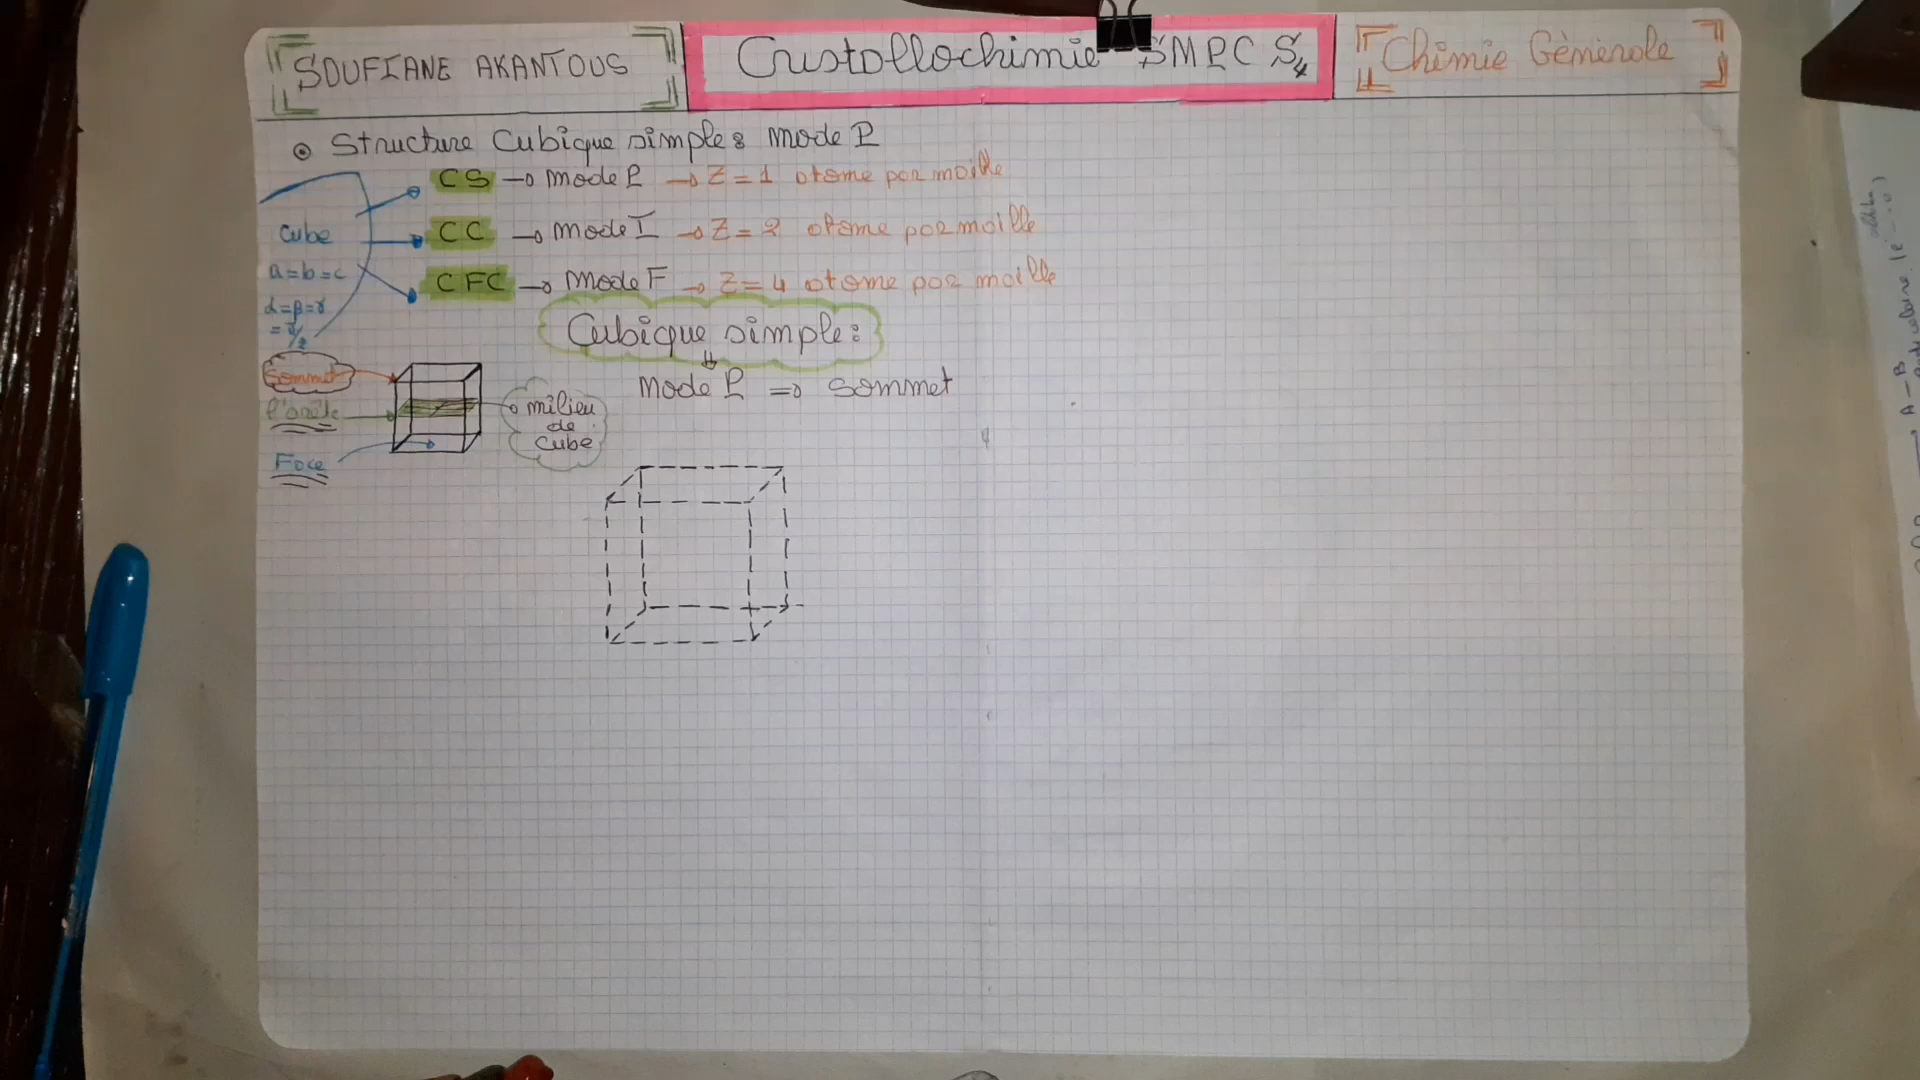 SOUFIANE AKANTOUS
Cristallochimie SMPC S4
Chimie Générale
Structure Cubique simple: Mode P
CS → Mode P → Z = 1 atome par maille
CC → Mode I → Z = 2 atome par maille
CFC → Mode F → Z = 4 atome par maille
Cube
a=b=c
α=β=γ
=π/2
Cubique simple:
Mode P ⇒ Sommet
Sommet
l'arête
Face
milieu
de
Cube
A-B